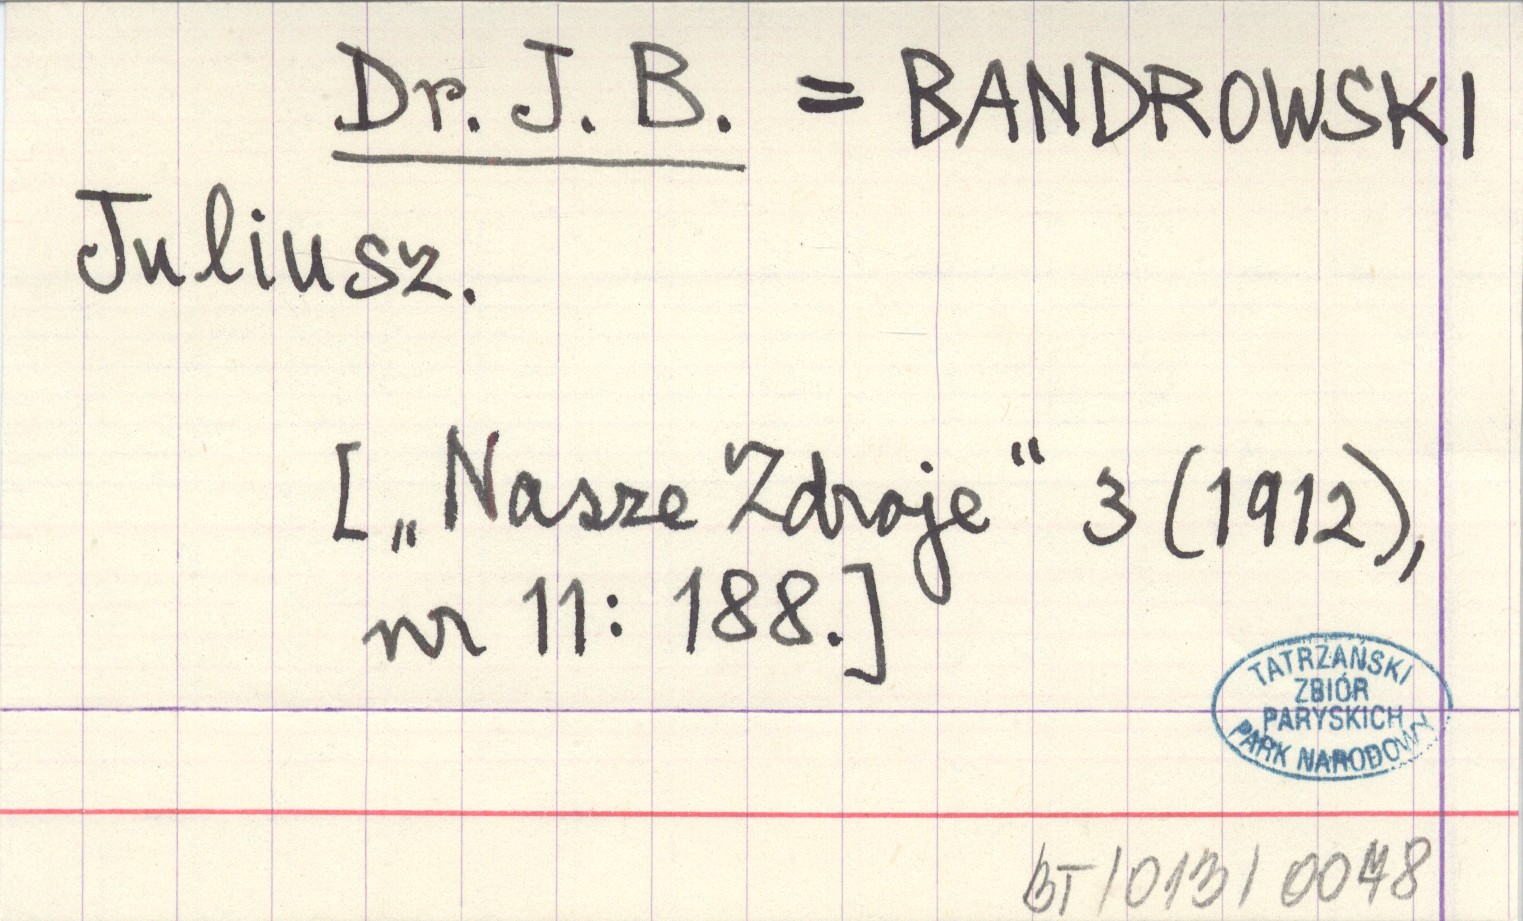 Dr. J. B. = BANDROWSKI
Juliusz.
[„Nasze Zdroje“ 3 (1912),
nr 11: 188.]
TATRZAŃSKI
ZBIÓR
PARYSKICH
PARK NARODOWY
BT/013/0048